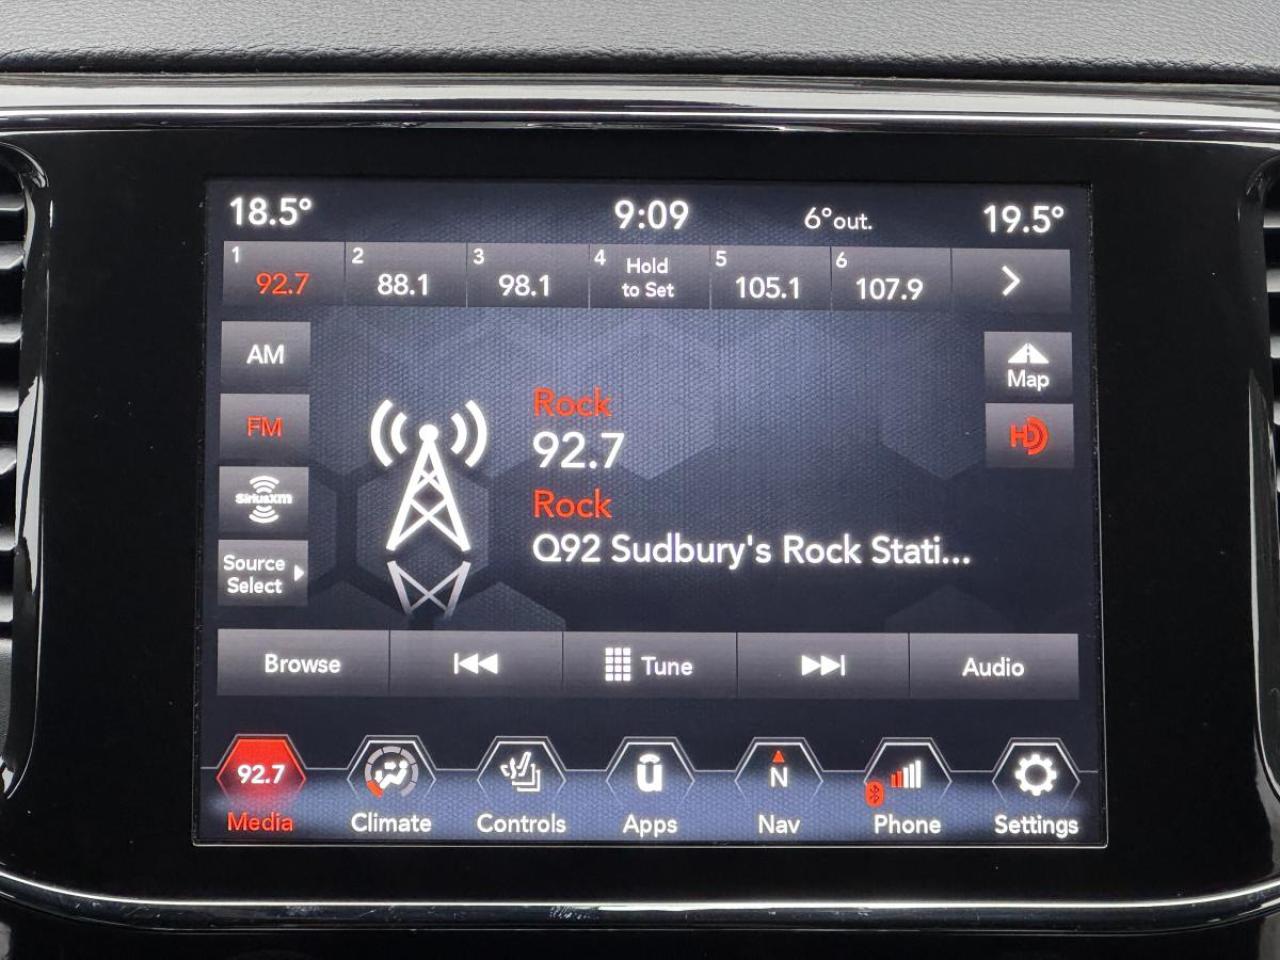 18.5°
9:09
6°out.
19.5°
1
92.7
2
88.1
3
98.1
4
Hold
to Set
5
105.1
6
107.9
AM
FM
SiriusXM
Source
Select
Map
HD
Rock
92.7
Rock
Q92 Sudbury's Rock Stati...
Browse
Tune
Audio
92.7
Media
Climate
Controls
ū
Apps
N
Nav
Phone
Settings